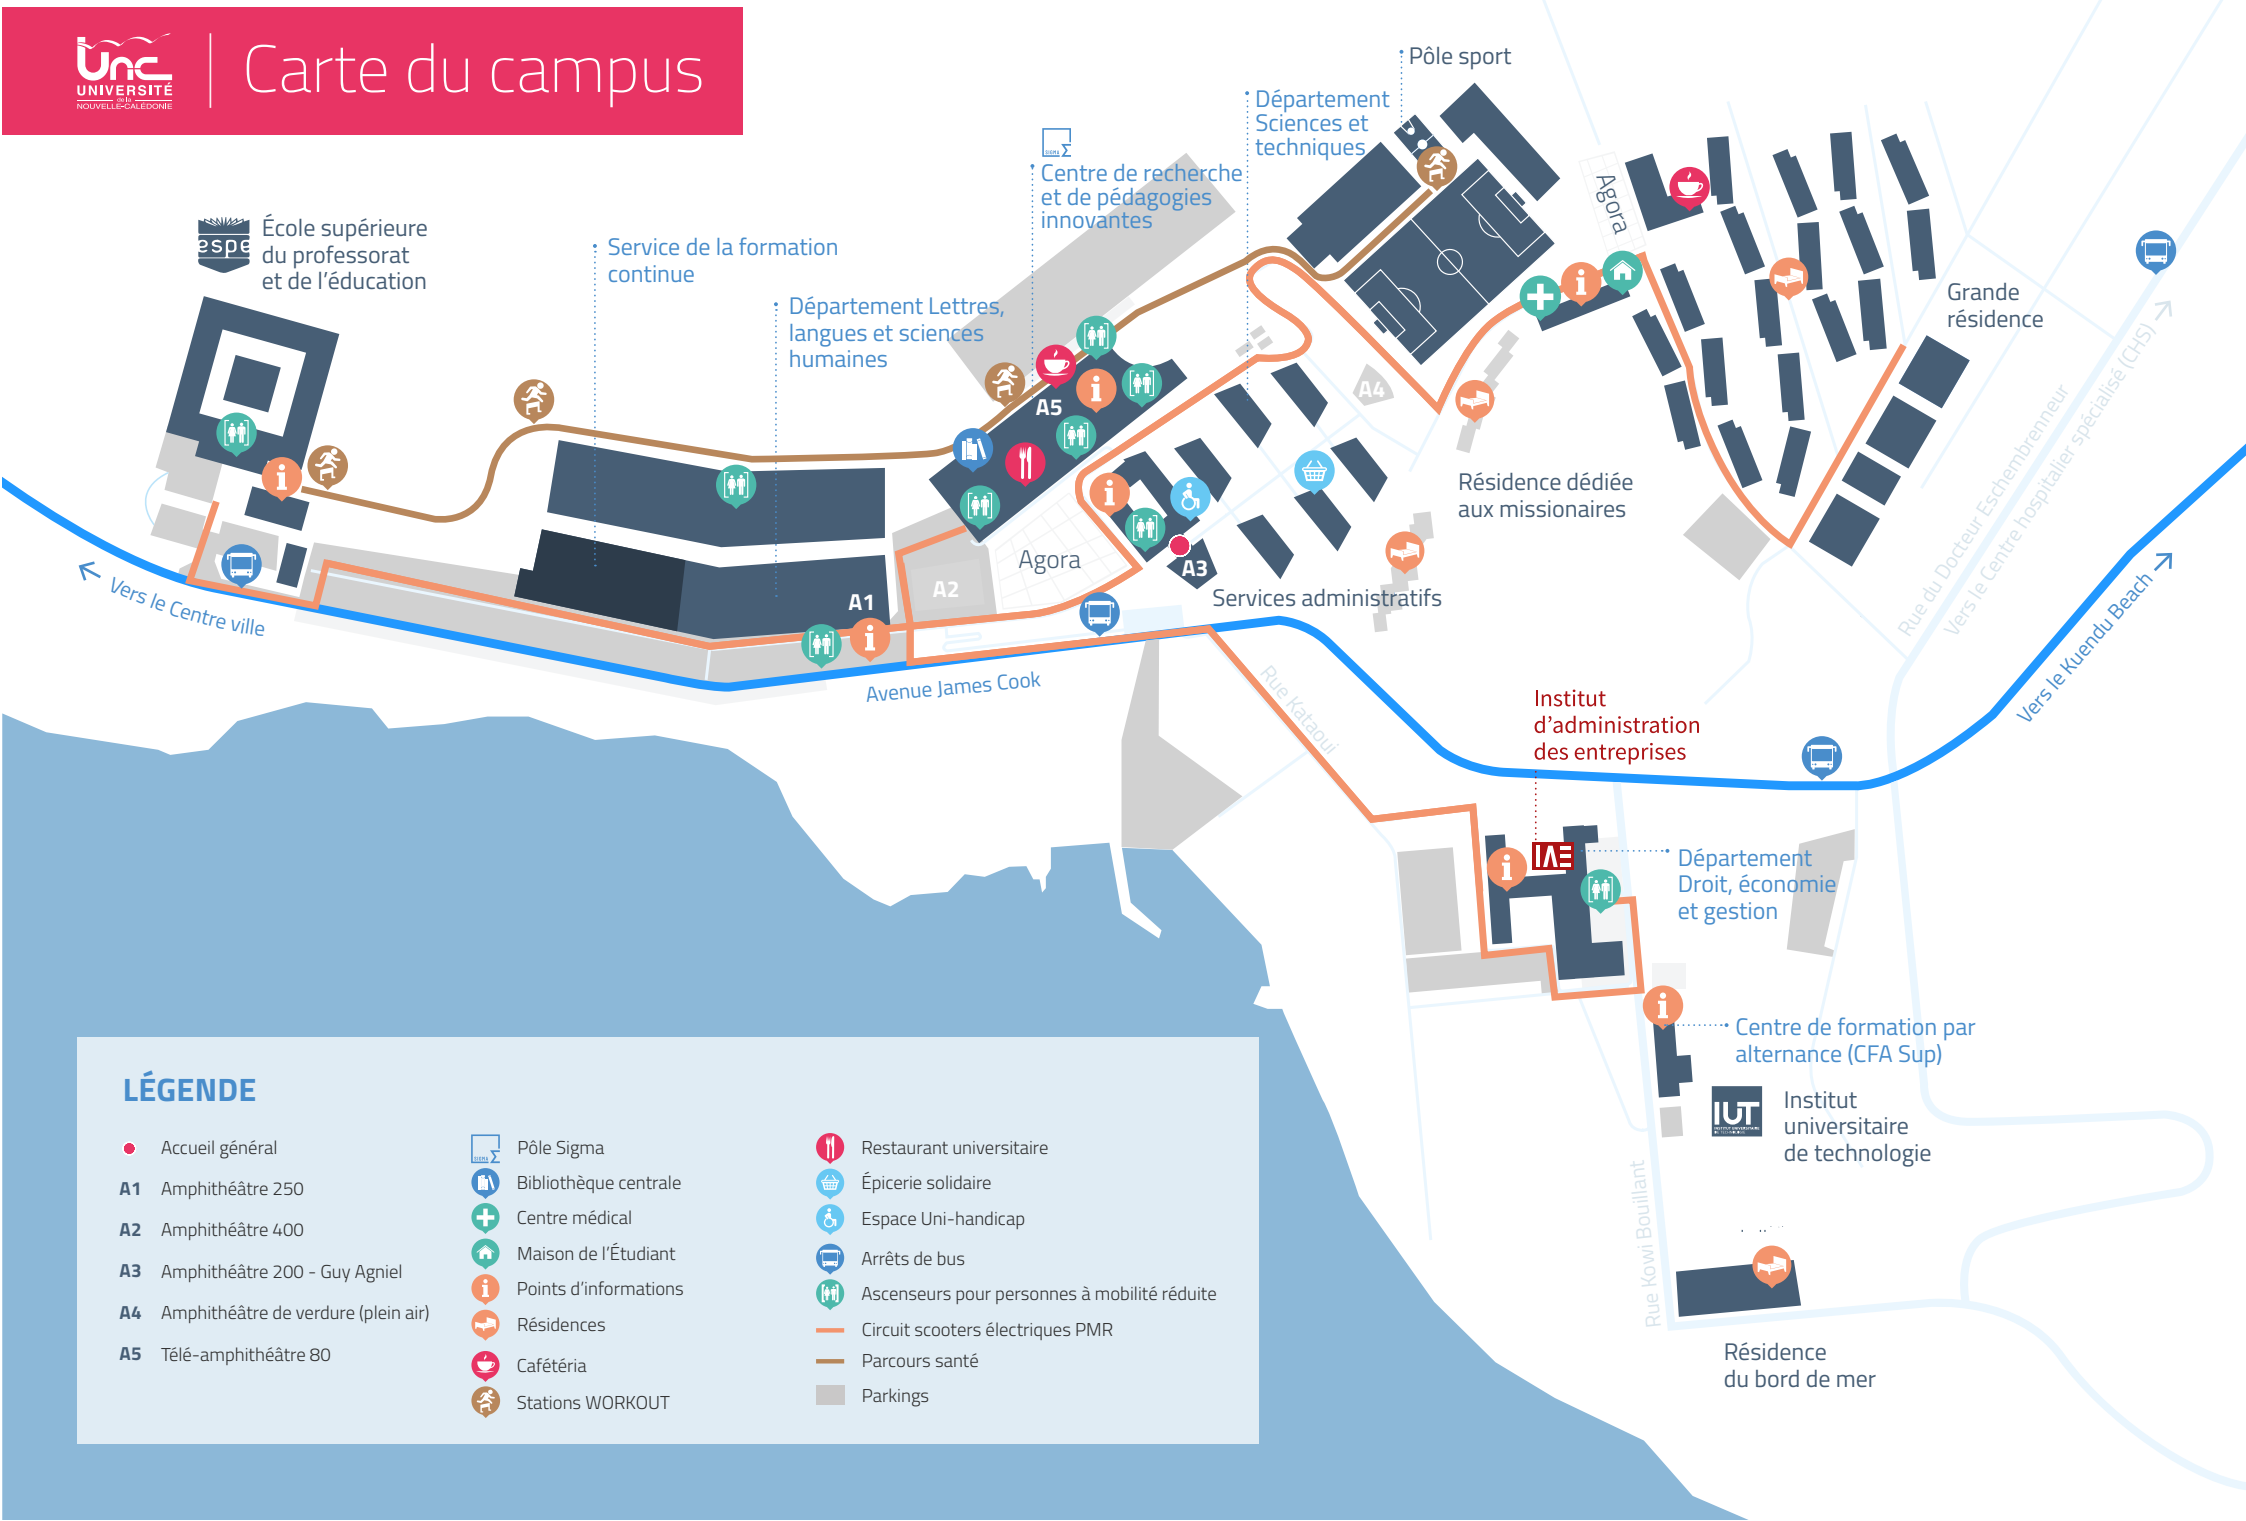 Unc
UNIVERSITÉ
de la
NOUVELLE-CALÉDONIE
Carte du campus
Pôle sport
Département
Sciences et
techniques
SIGMA Σ
Centre de recherche
et de pédagogies
innovantes
Agora
espe
École supérieure
du professorat
et de l'éducation
Service de la formation
continue
Département Lettres,
langues et sciences
humaines
Grande
résidence
A5
A4
Résidence dédiée
aux missionaires
Agora
A3
A2
A1
Services administratifs
Vers le Centre ville
Avenue James Cook
Rue Kataoui
Rue du Docteur Eschembrenneur
Vers le Centre hospitalier spécialisé (CHS)
Vers le Kuendu Beach
Institut
d'administration
des entreprises
IAE
Département
Droit, économie
et gestion
Centre de formation par
alternance (CFA Sup)
IUT
INSTITUT UNIVERSITAIRE
DE TECHNOLOGIE
Institut
universitaire
de technologie
Rue Kowi Bouillant
Résidence
du bord de mer
LÉGENDE
Accueil général
A1 Amphithéâtre 250
A2 Amphithéâtre 400
A3 Amphithéâtre 200 - Guy Agniel
A4 Amphithéâtre de verdure (plein air)
A5 Télé-amphithéâtre 80
SIGMA Σ Pôle Sigma
Bibliothèque centrale
Centre médical
Maison de l'Étudiant
Points d'informations
Résidences
Cafétéria
Stations WORKOUT
Restaurant universitaire
Épicerie solidaire
Espace Uni-handicap
Arrêts de bus
Ascenseurs pour personnes à mobilité réduite
Circuit scooters électriques PMR
Parcours santé
Parkings